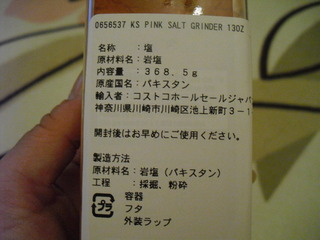 0656537 KS PINK SALT GRINDER 13OZ
名称 : 塩
原材料名 : 岩塩
内容量 : 368.5g
原産国名 : パキスタン
輸入者 : コストコホールセールジャパ
神奈川県川崎市川崎区池上新町3-1
開封後はお早めにご使用ください。
製造方法
原材料名 : 岩塩（パキスタン）
工程 : 採掘、粉砕
プラ
容器
フタ
外装ラップ